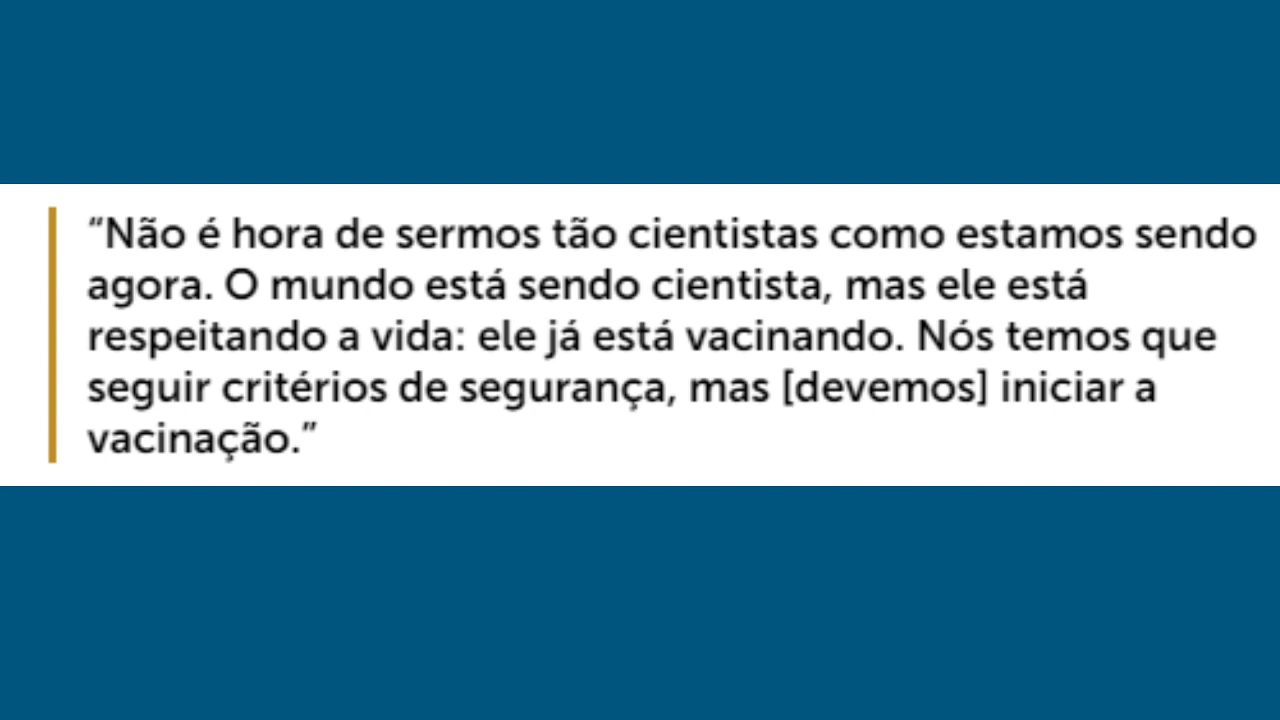 “Não é hora de sermos tão cientistas como estamos sendo
agora. O mundo está sendo cientista, mas ele está
respeitando a vida: ele já está vacinando. Nós temos que
seguir critérios de segurança, mas [devemos] iniciar a
vacinação.”